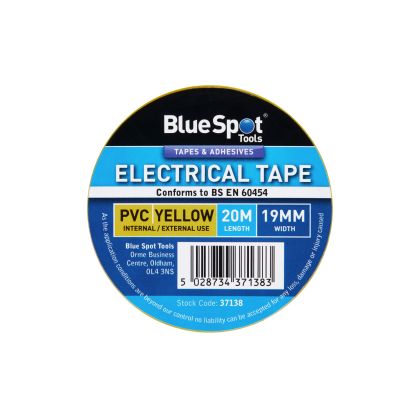 BlueSpot®
Tools
TAPES & ADHESIVES
ELECTRICAL TAPE
Conforms to BS EN 60454
PVC YELLOW 20M 19MM
INTERNAL / EXTERNAL USE LENGTH WIDTH
Blue Spot Tools
Orme Business
Centre, Oldham,
OL4 3NS
5 028734 371383
Stock Code: 37138
As the application and conditions are beyond our control no liability can be accepted for any loss, damage or injury caused